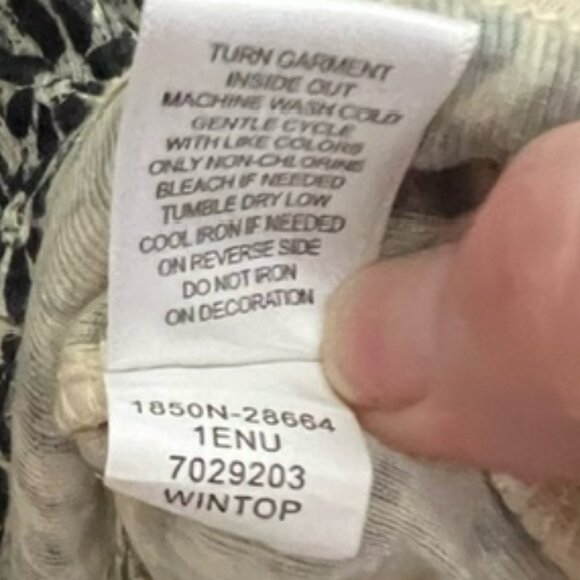 TURN GARMENT
INSIDE OUT
MACHINE WASH COLD
GENTLE CYCLE
WITH LIKE COLORS
ONLY NON-CHLORINE
BLEACH IF NEEDED
TUMBLE DRY LOW
COOL IRON IF NEEDED
ON REVERSE SIDE
DO NOT IRON
ON DECORATION
1850N-28664
1ENU
7029203
WINTOP